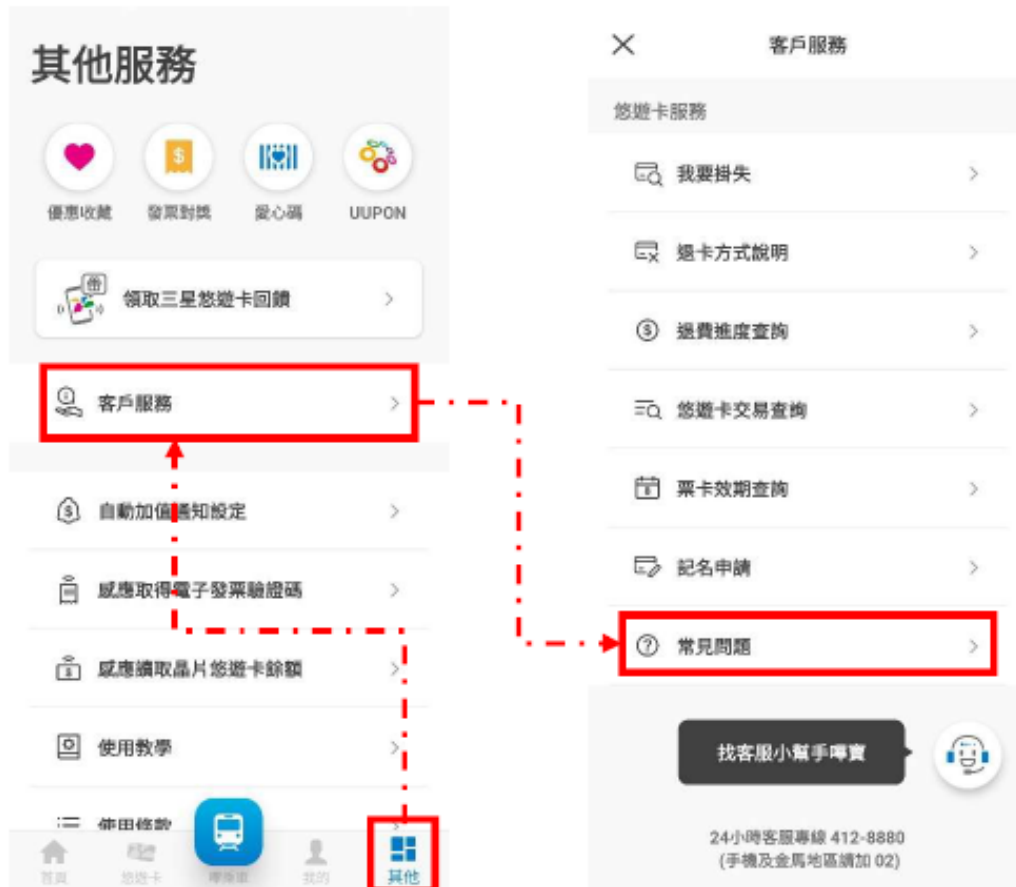 其他服務
優惠收藏
發票對獎
愛心碼
UUPON
領取三星悠遊卡回饋
客戶服務
自動加值通知設定
感應取得電子發票驗證碼
感應讀取晶片悠遊卡餘額
使用教學
使用條款
首頁
悠遊卡
嗶乘車
我的
其他
客戶服務
悠遊卡服務
我要掛失
退卡方式說明
退費進度查詢
悠遊卡交易查詢
票卡效期查詢
記名申請
常見問題
找客服小幫手嗶寶
24小時客服專線 412-8880
(手機及金馬地區請加 02)